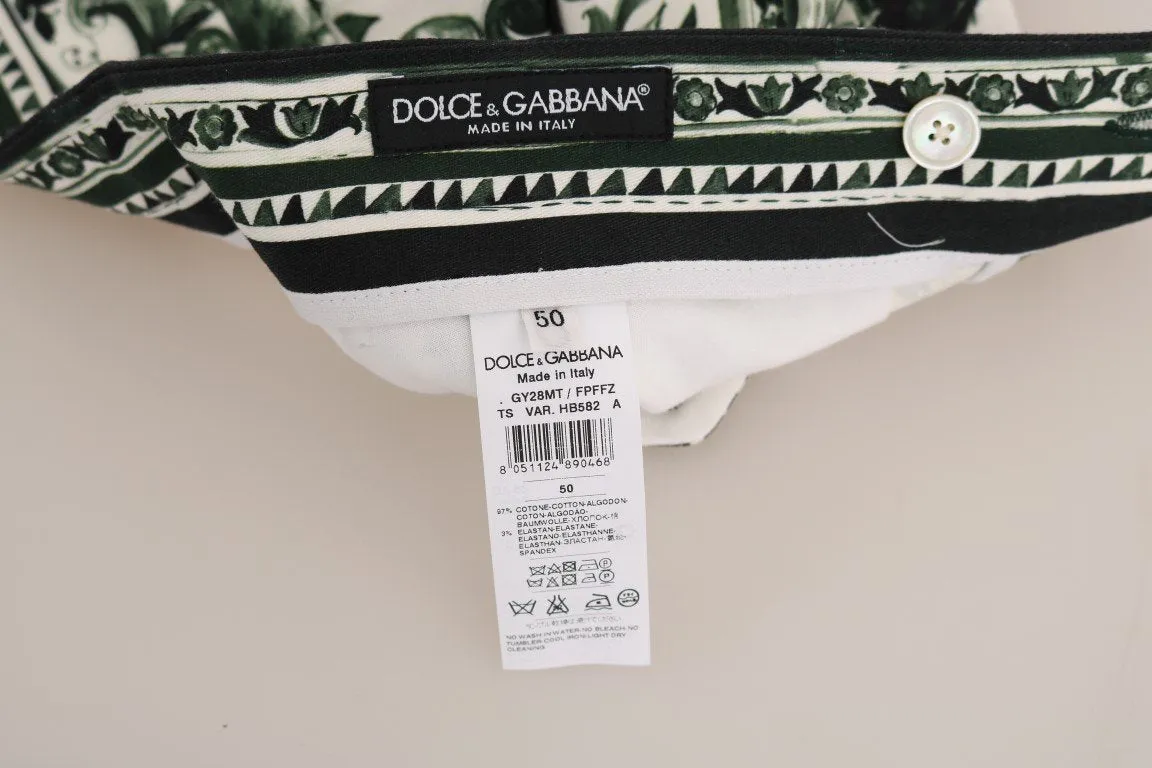 DOLCE & GABBANA®
MADE IN ITALY
50
DOLCE & GABBANA
Made in Italy
. GY28MT / FPFFZ
TS VAR. HB582 A
8 051124 890468
50
97% COTONE-COTTON-ALGODON-
COTON-ALGODAO-
BAUMWOLLE-ХЛОПОК-
3% ELASTAN-ELASTANE-
ELASTANO-ELASTHANNE-
ELASTHAN-ЭЛАСТАН-
SPANDEX
P
P
NO WASH IN WATER-NO BLEACH-NO
TUMBLER-COOL IRON-LIGHT DRY
CLEANING